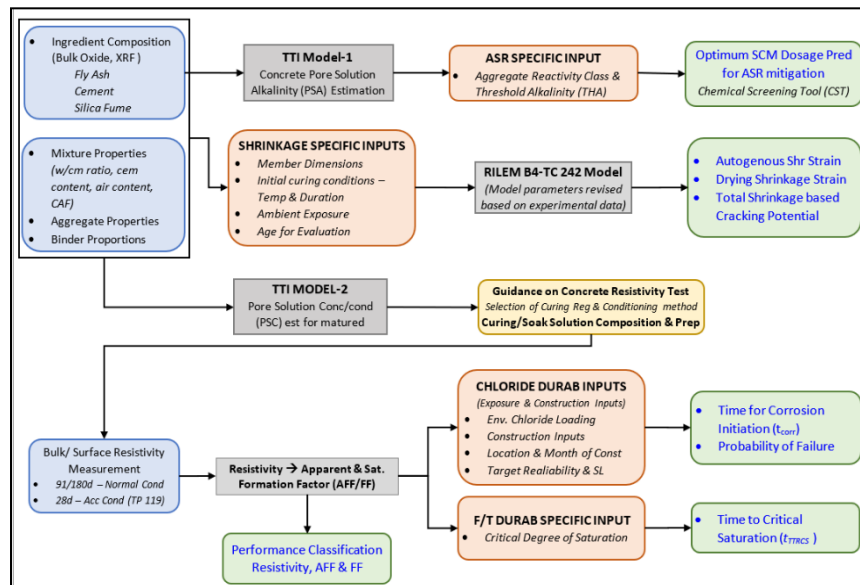 Ingredient Composition
(Bulk Oxide, XRF )
Fly Ash
Cement
Silica Fume
TTI Model-1
Concrete Pore Solution
Alkalinity (PSA) Estimation
ASR SPECIFIC INPUT
Aggregate Reactivity Class &
Threshold Alkalinity (THA)
Optimum SCM Dosage Pred
for ASR mitigation
Chemical Screening Tool (CST)
Mixture Properties
(w/cm ratio, cem
content, air content,
CAF)
Aggregate Properties
Binder Proportions
SHRINKAGE SPECIFIC INPUTS
Member Dimensions
Initial curing conditions –
Temp & Duration
Ambient Exposure
Age for Evaluation
RILEM B4-TC 242 Model
(Model parameters revised
based on experimental data)
Autogenous Shr Strain
Drying Shrinkage Strain
Total Shrinkage based
Cracking Potential
TTI MODEL-2
Pore Solution Conc/cond
(PSC) est for matured
Guidance on Concrete Resistivity Test
Selection of Curing Reg & Conditioning method
Curing/Soak Solution Composition & Prep
Bulk/ Surface Resistivity
Measurement
91/180d – Normal Cond
28d – Acc Cond (TP 119)
Resistivity → Apparent & Sat.
Formation Factor (AFF/FF)
Performance Classification
Resistivity, AFF & FF
CHLORIDE DURAB INPUTS
(Exposure & Construction Inputs)
Env. Chloride Loading
Construction Inputs
Location & Month of Const
Target Realiability & SL
Time for Corrosion
Initiation (tcorr)
Probability of Failure
F/T DURAB SPECIFIC INPUT
Critical Degree of Saturation
Time to Critical
Saturation (tTTRCS )